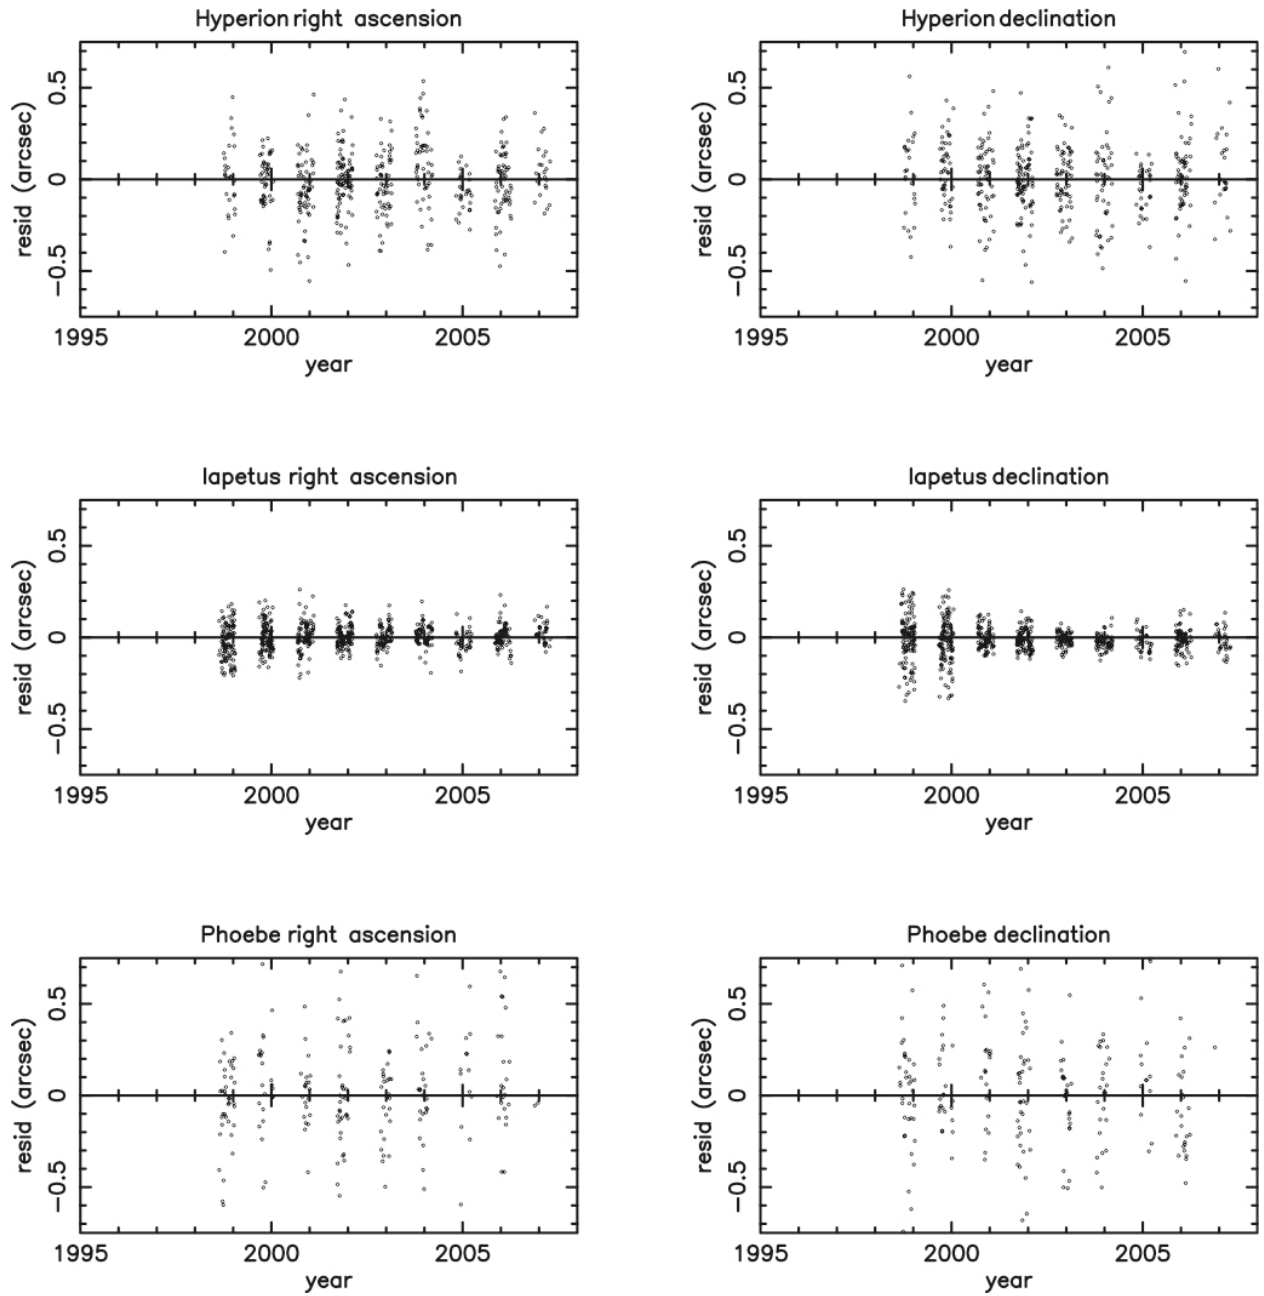 Hyperion right ascension
resid (arcsec)
0.5
0
−0.5
1995 2000 2005
year
Hyperion declination
resid (arcsec)
0.5
0
−0.5
1995 2000 2005
year
Iapetus right ascension
resid (arcsec)
0.5
0
−0.5
1995 2000 2005
year
Iapetus declination
resid (arcsec)
0.5
0
−0.5
1995 2000 2005
year
Phoebe right ascension
resid (arcsec)
0.5
0
−0.5
1995 2000 2005
year
Phoebe declination
resid (arcsec)
0.5
0
−0.5
1995 2000 2005
year